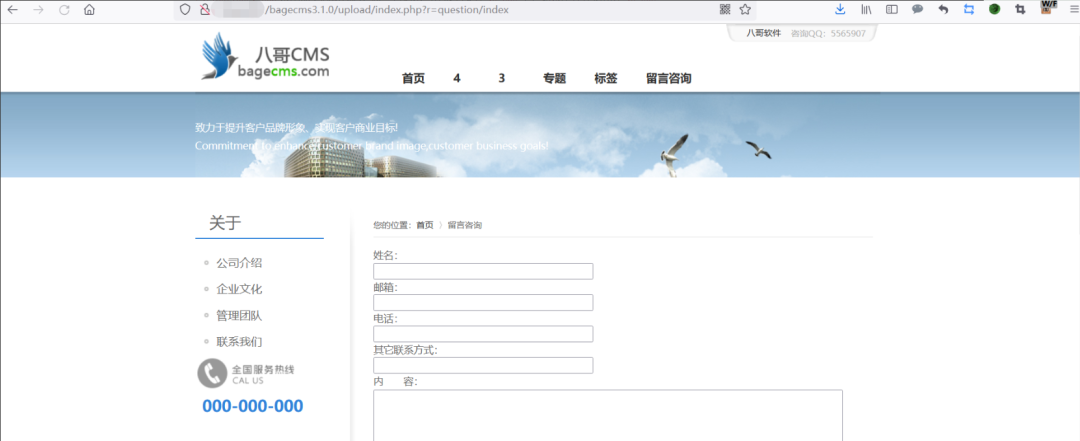 /bagecms3.1.0/upload/index.php?r=question/index
八哥软件 咨询QQ：5565907
八哥CMS
bagecms.com
首页 4 3 专题 标签 留言咨询
致力于提升客户品牌形象、实现客户商业目标!
Commitment to enhance customer brand image,customer business goals!
关于
您的位置：首页 〉留言咨询
姓名：
公司介绍
邮箱：
企业文化
电话：
管理团队
其它联系方式：
联系我们
全国服务热线
CAL US
内 容：
000-000-000